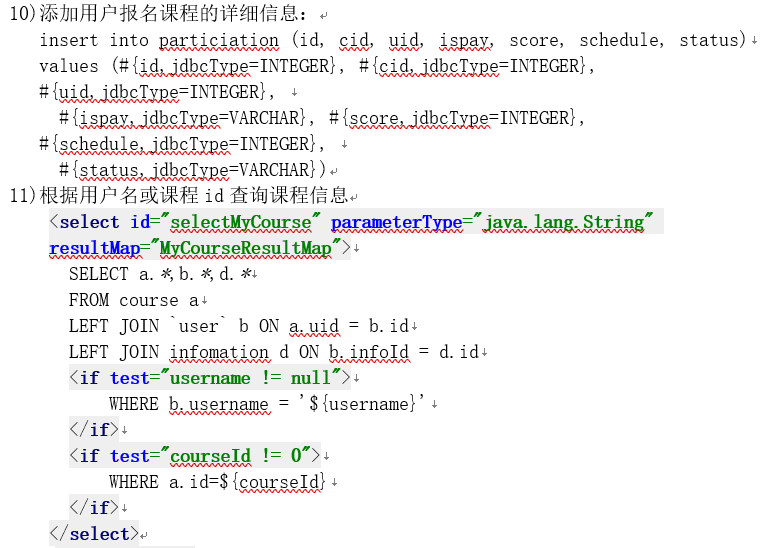 10)添加用户报名课程的详细信息：
insert into particiation (id, cid, uid, ispay, score, schedule, status)
values (#{id,jdbcType=INTEGER}, #{cid,jdbcType=INTEGER},
#{uid,jdbcType=INTEGER},
#{ispay,jdbcType=VARCHAR}, #{score,jdbcType=INTEGER},
#{schedule,jdbcType=INTEGER},
#{status,jdbcType=VARCHAR})
11)根据用户名或课程id查询课程信息
<select id="selectMyCourse" parameterType="java.lang.String"
resultMap="MyCourseResultMap">
SELECT a.*,b.*,d.*
FROM course a
LEFT JOIN `user` b ON a.uid = b.id
LEFT JOIN infomation d ON b.infoId = d.id
<if test="username != null">
WHERE b.username = '${username}'
</if>
<if test="courseId != 0">
WHERE a.id=${courseId}
</if>
</select>